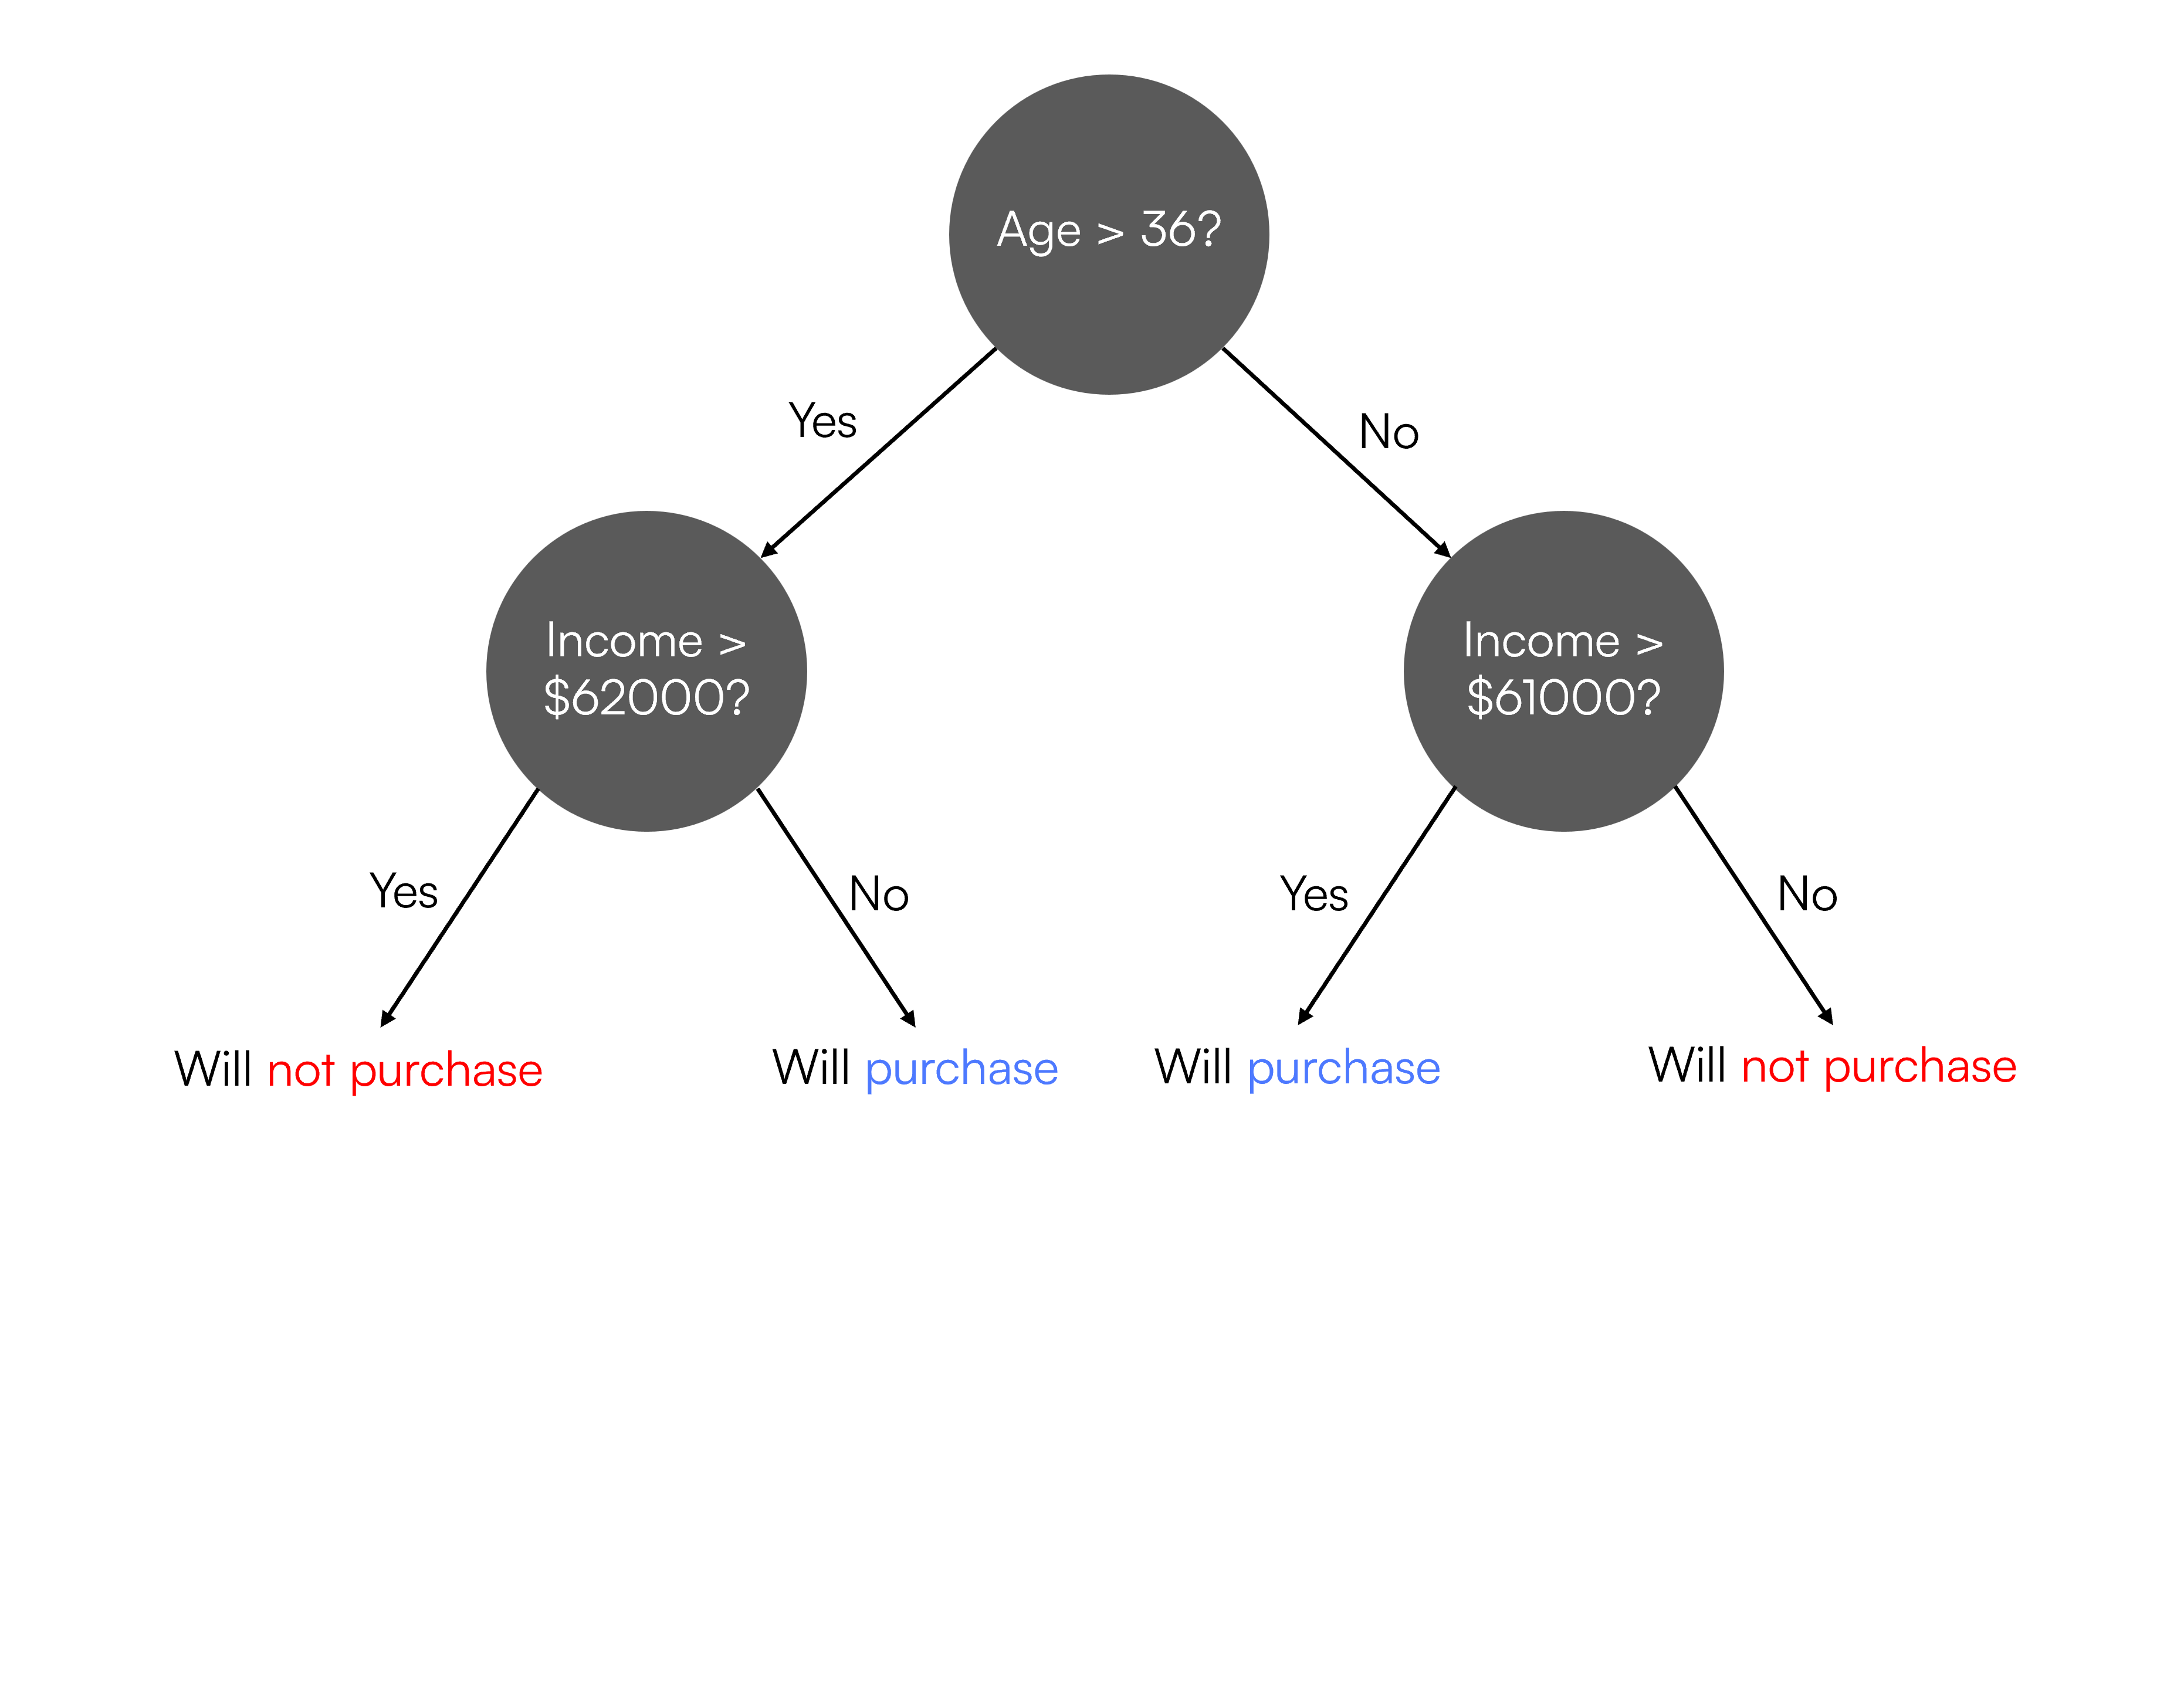 Age > 36?
Yes
No
Income >
$62000?
Income >
$61000?
Yes
No
Yes
No
Will not purchase
Will purchase
Will purchase
Will not purchase